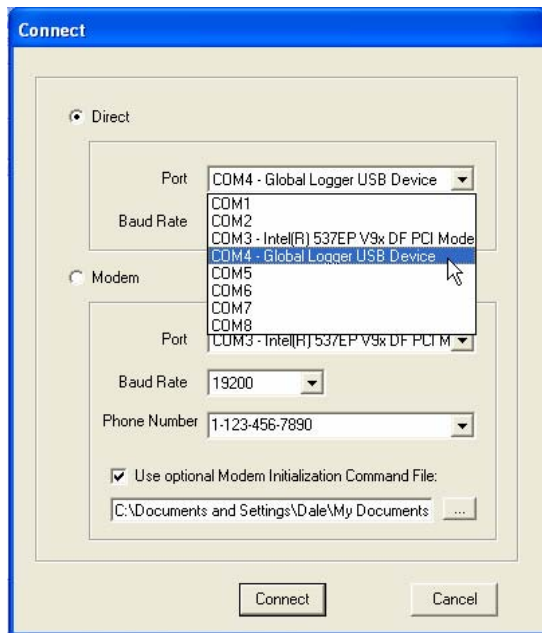 Connect
Direct
Port COM4 - Global Logger USB Device
Baud Rate
COM1
COM2
COM3 - Intel(R) 537EP V9x DF PCI Mode
COM4 - Global Logger USB Device
COM5
COM6
COM7
COM8
Modem
Port COM3 - Intel(R) 537EP V9x DF PCI M
Baud Rate 19200
Phone Number 1-123-456-7890
Use optional Modem Initialization Command File:
C:\Documents and Settings\Dale\My Documents ...
Connect Cancel